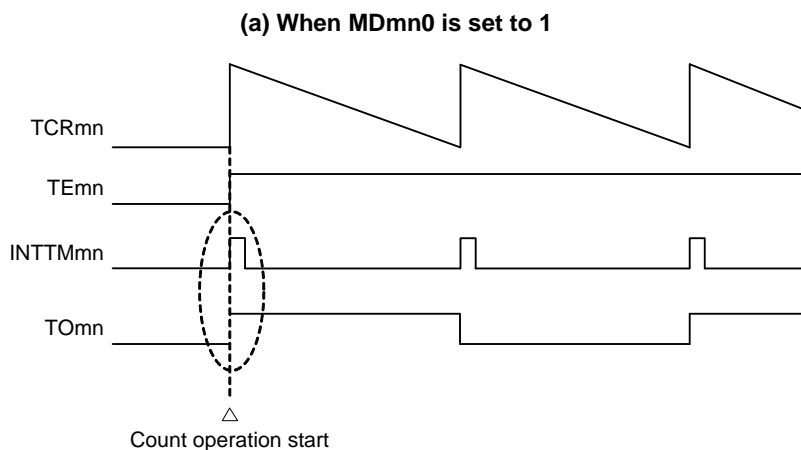 (a) When MDmn0 is set to 1
TCRmn
TEmn
INTTMmn
TOmn
Count operation start